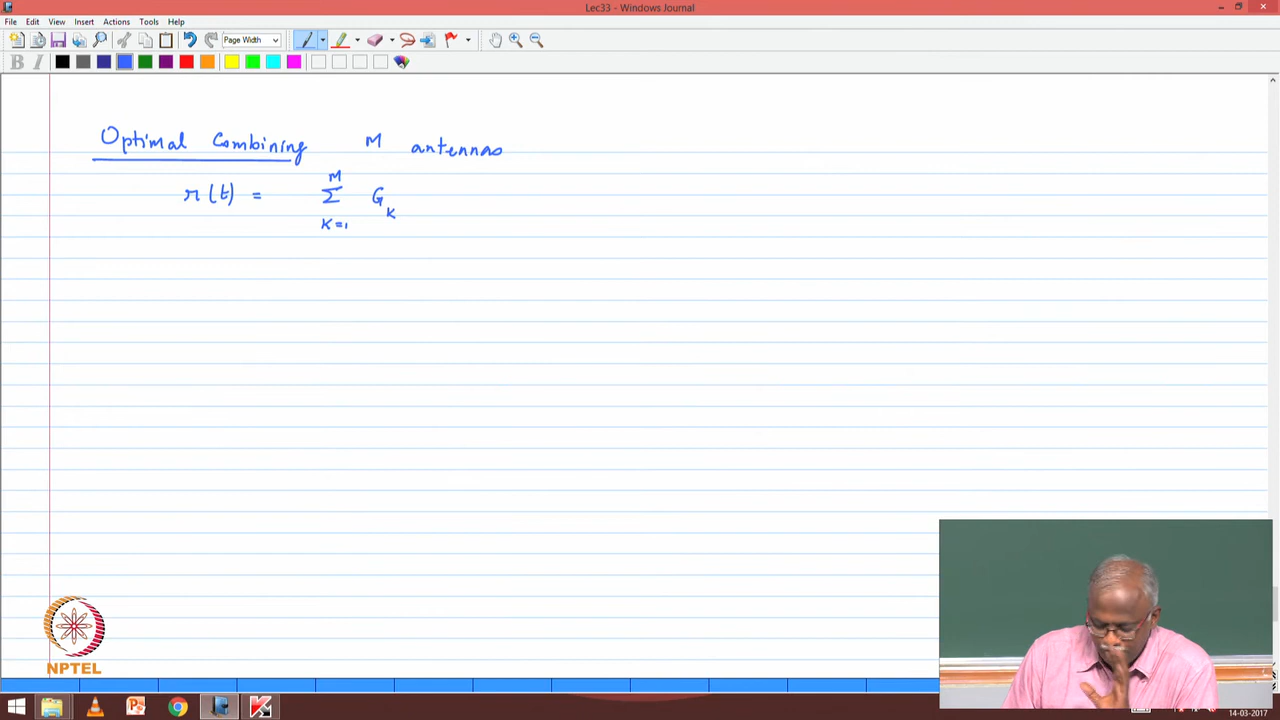 Lec33 - Windows Journal
File Edit View Insert Actions Tools Help
Page Width
B I
Optimal Combining M antennas
r(t) = M Σ K=1 G K
NPTEL
14-03-2017